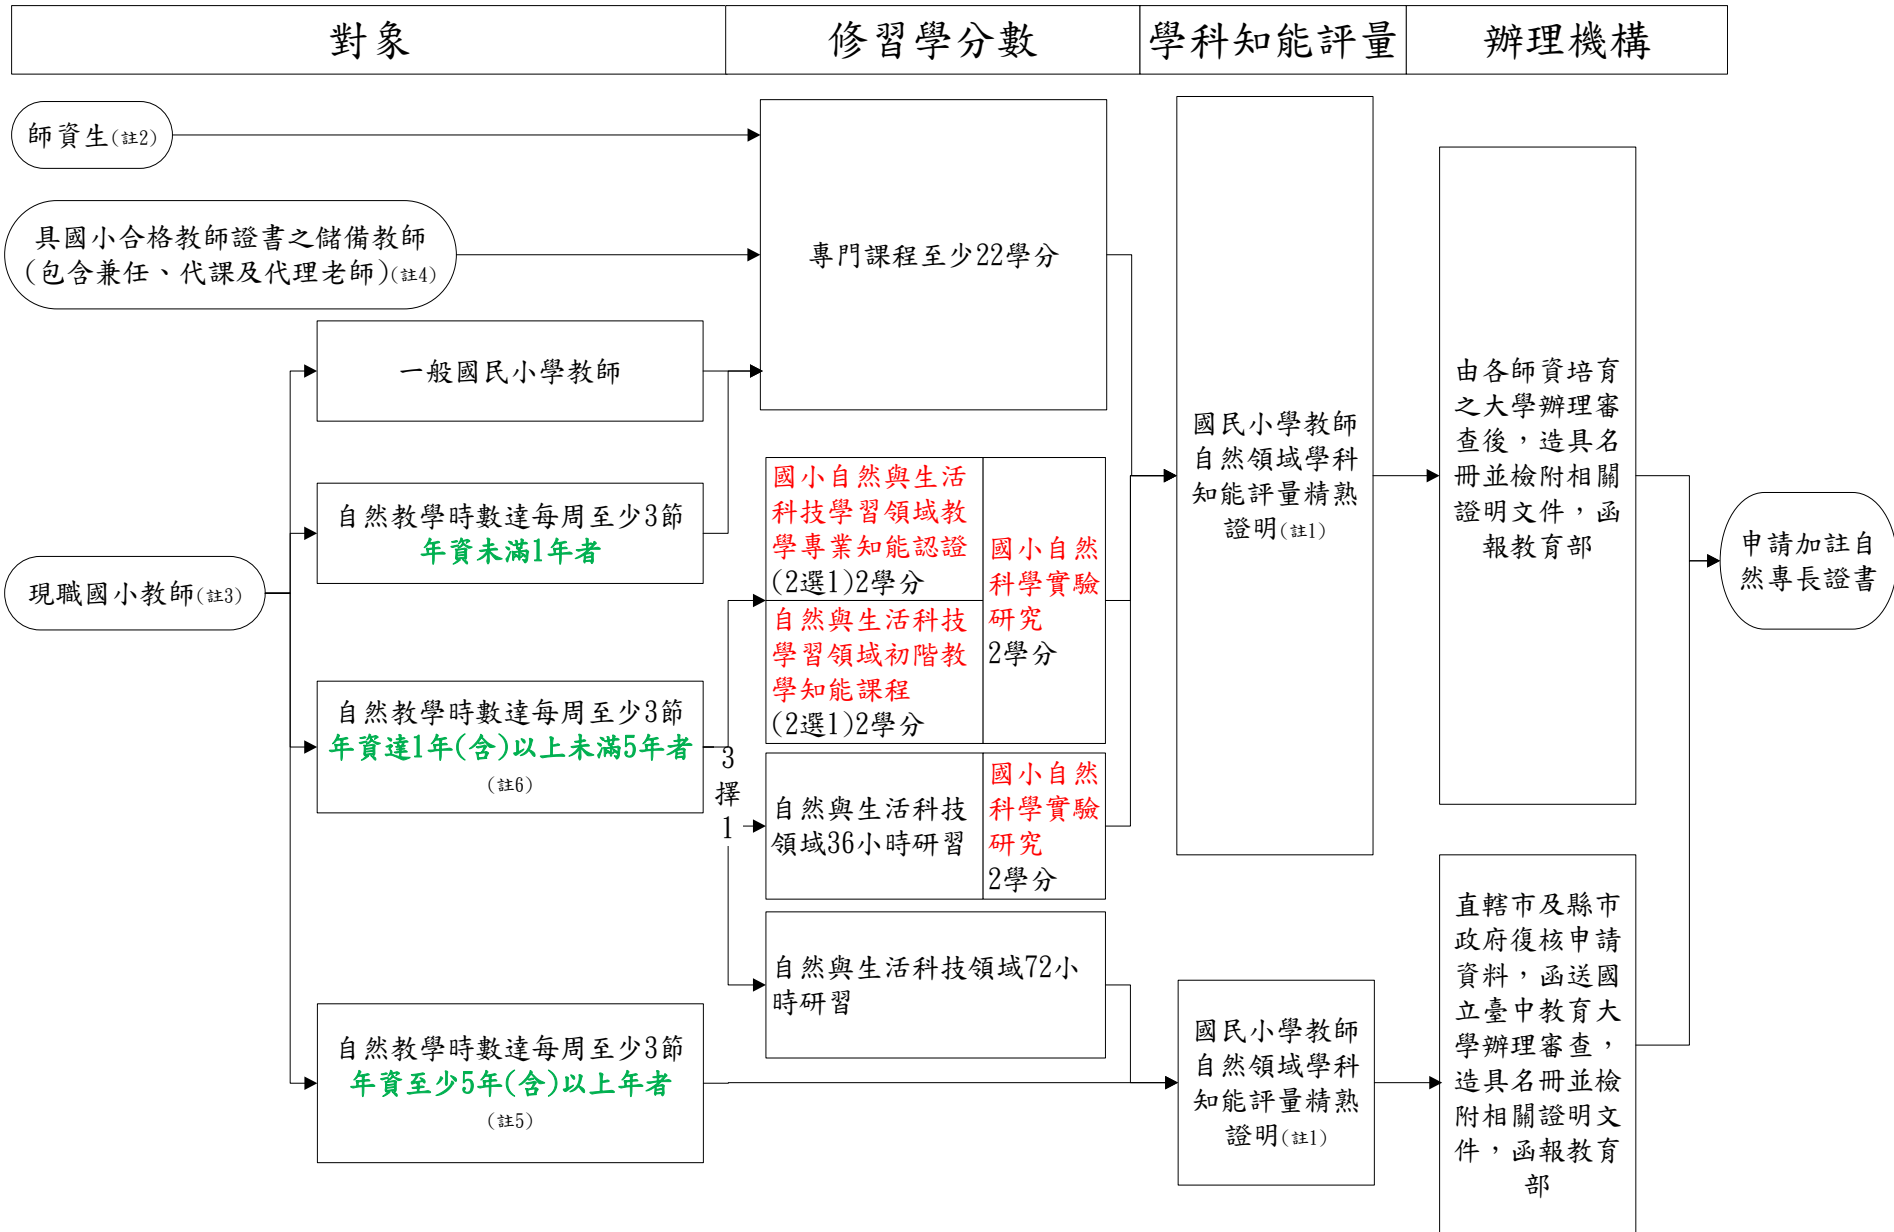 對象
修習學分數
學科知能評量
辦理機構
師資生(註2)
具國小合格教師證書之儲備教師
(包含兼任、代課及代理老師)(註4)
現職國小教師(註3)
一般國民小學教師
自然教學時數達每周至少3節
年資未滿1年者
自然教學時數達每周至少3節
年資達1年(含)以上未滿5年者
(註6)
自然教學時數達每周至少3節
年資至少5年(含)以上年者
(註5)
3
擇
1
專門課程至少22學分
國小自然與生活
科技學習領域教
學專業知能認證
(2選1)2學分
自然與生活科技
學習領域初階教
學知能課程
(2選1)2學分
國小自然
科學實驗
研究
2學分
自然與生活科技
領域36小時研習
國小自然
科學實驗
研究
2學分
自然與生活科技領域72小
時研習
國民小學教師
自然領域學科
知能評量精熟
證明(註1)
國民小學教師
自然領域學科
知能評量精熟
證明(註1)
由各師資培育
之大學辦理審
查後，造具名
冊並檢附相關
證明文件，函
報教育部
直轄市及縣市
政府復核申請
資料，函送國
立臺中教育大
學辦理審查，
造具名冊並檢
附相關證明文
件，函報教育
部
申請加註自
然專長證書